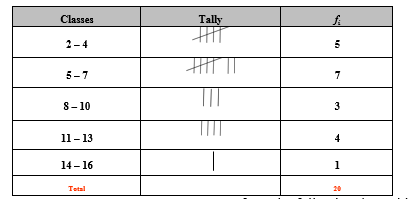 Classes Tally fᵢ
2 – 4 5
5 – 7 7
8 – 10 3
11 – 13 4
14 – 16 1
Total 20